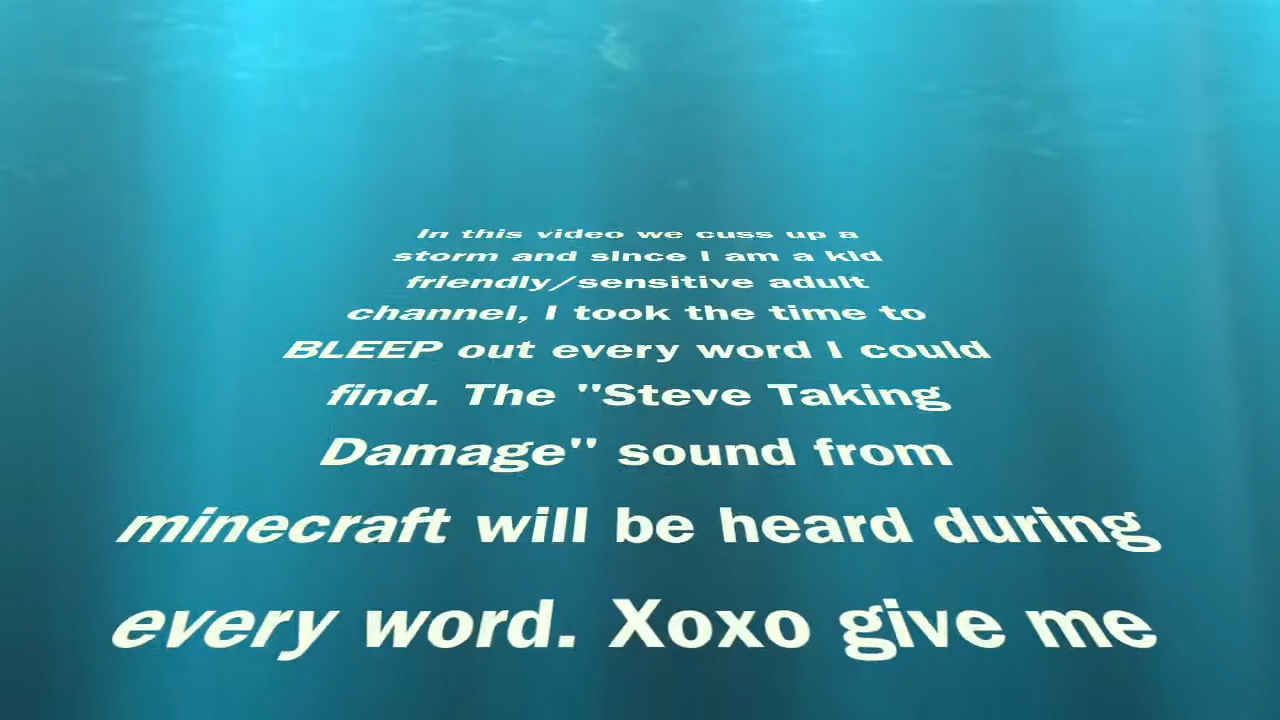 In this video we cuss up a
storm and since I am a kid
friendly/sensitive adult
channel, I took the time to
BLEEP out every word I could
find. The "Steve Taking
Damage" sound from
minecraft will be heard during
every word. Xoxo give me